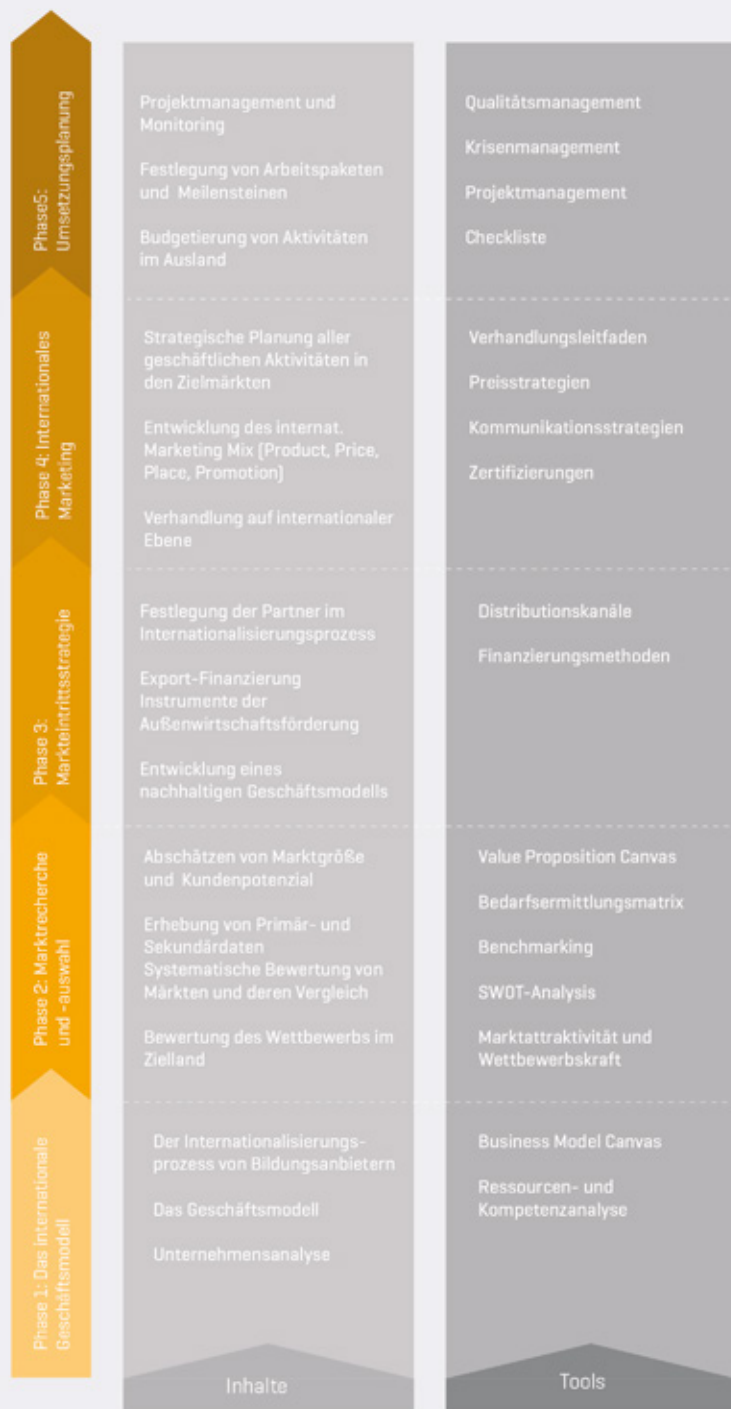 Phase5:
Umsetzungsplanung
Projektmanagement und
Monitoring
Festlegung von Arbeitspaketen
und Meilensteinen
Budgetierung von Aktivitäten
im Ausland
Qualitätsmanagement
Krisenmanagement
Projektmanagement
Checkliste
Phase 4: Internationales
Marketing
Strategische Planung aller
geschäftlichen Aktivitäten in
den Zielmärkten
Entwicklung des internat.
Marketing Mix (Product, Price,
Place, Promotion)
Verhandlung auf internationaler
Ebene
Verhandlungsleitfaden
Preisstrategien
Kommunikationsstrategien
Zertifizierungen
Phase 3:
Markteintrittsstrategie
Festlegung der Partner im
Internationalisierungsprozess
Export-Finanzierung
Instrumente der
Außenwirtschaftsförderung
Entwicklung eines
nachhaltigen Geschäftsmodells
Distributionskanäle
Finanzierungsmethoden
Phase 2: Marktrecherche
und -auswahl
Abschätzen von Marktgröße
und Kundenpotenzial
Erhebung von Primär- und
Sekundärdaten
Systematische Bewertung von
Märkten und deren Vergleich
Bewertung des Wettbewerbs im
Zielland
Value Proposition Canvas
Bedarfsermittlungsmatrix
Benchmarking
SWOT-Analysis
Marktattraktivität und
Wettbewerbskraft
Phase 1: Das internationale
Geschäftsmodell
Der Internationalisierungs-
prozess von Bildungsanbietern
Das Geschäftsmodell
Unternehmensanalyse
Business Model Canvas
Ressourcen- und
Kompetenzanalyse
Inhalte
Tools